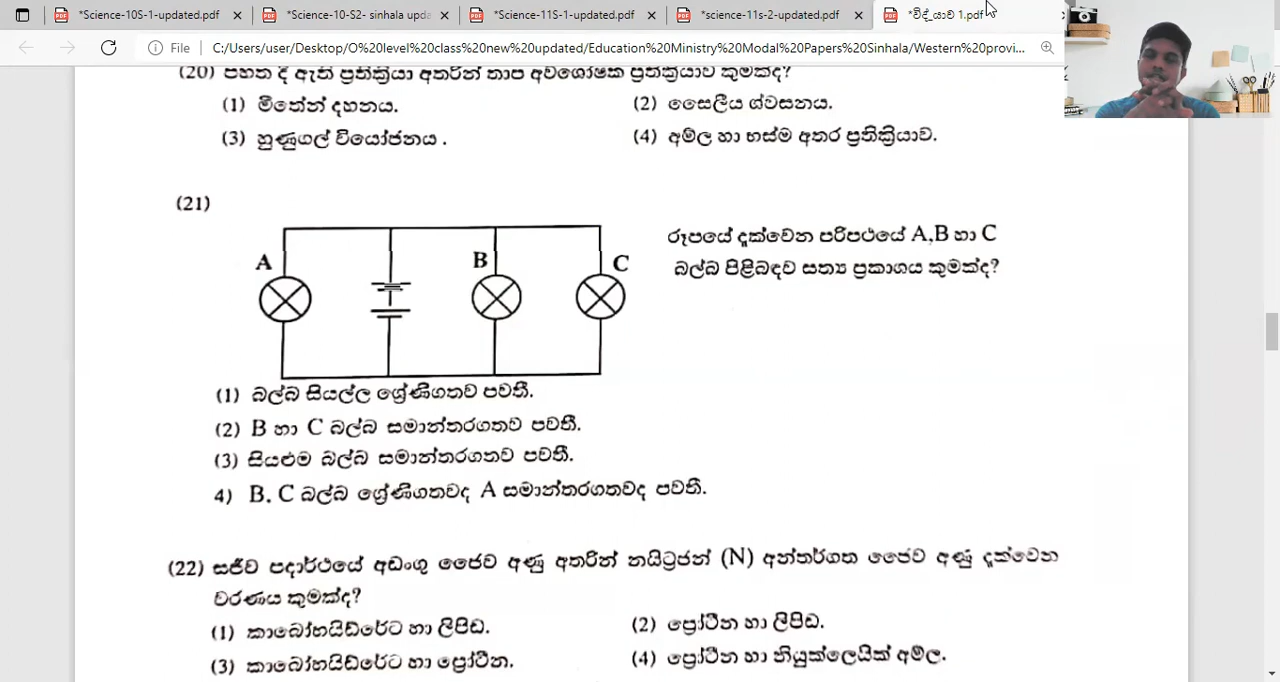 *Science-10S-1-updated.pdf
*Science-10-S2- sinhala upda
*Science-11S-1-updated.pdf
*science-11s-2-updated.pdf
*විද්‍යාව 1.pdf
File
C:/Users/user/Desktop/O%20level%20class%20new%20updated/Education%20Ministry%20Modal%20Papers%20Sinhala/Western%20provi...
(20) පහත දී ඇති ප්‍රතික්‍රියා අතරින් තාප අවශෝෂක ප්‍රතික්‍රියාව කුමක්ද?
(1) මීතේන් දහනය.
(2) සෛලීය ශ්වසනය.
(3) හුණුගල් වියෝජනය .
(4) අම්ල හා භස්ම අතර ප්‍රතික්‍රියාව.
(21)
A
B
C
රූපයේ දැක්වෙන පරිපථයේ A,B හා C
බල්බ පිළිබඳව සත්‍ය ප්‍රකාශය කුමක්ද?
(1) බල්බ සියල්ල ශ්‍රේණිගතව පවතී.
(2) B හා C බල්බ සමාන්තරගතව පවතී.
(3) සියළුම බල්බ සමාන්තරගතව පවතී.
4) B. C බල්බ ශ්‍රේණිගතවද A සමාන්තරගතවද පවතී.
(22) සජීව පදාර්ථයේ අඩංගු ජෛව අණු අතරින් නයිට්‍රජන් (N) අන්තර්ගත ජෛව අණු දැක්වෙන
වරණය කුමක්ද?
(1) කාබෝහයිඩ්රේට හා ලිපිඩ.
(2) ප්‍රෝටීන හා ලිපිඩ.
(3) කාබෝහයිඩ්රේට හා ප්‍රෝටීන.
(4) ප්‍රෝටීන හා නියුක්ලෙයික් අම්ල.